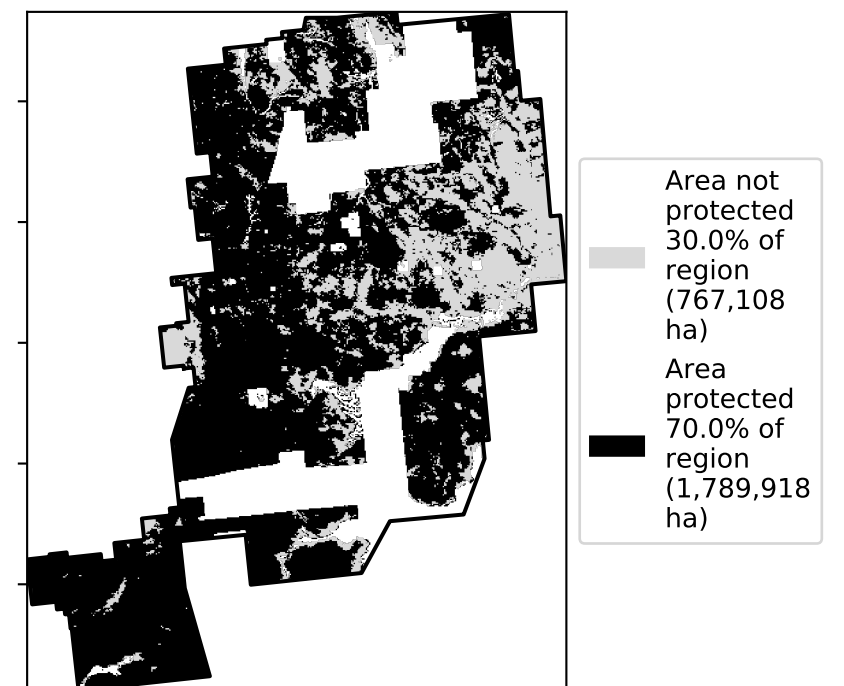 Area not
protected
30.0% of
region
(767,108
ha)
Area
protected
70.0% of
region
(1,789,918
ha)